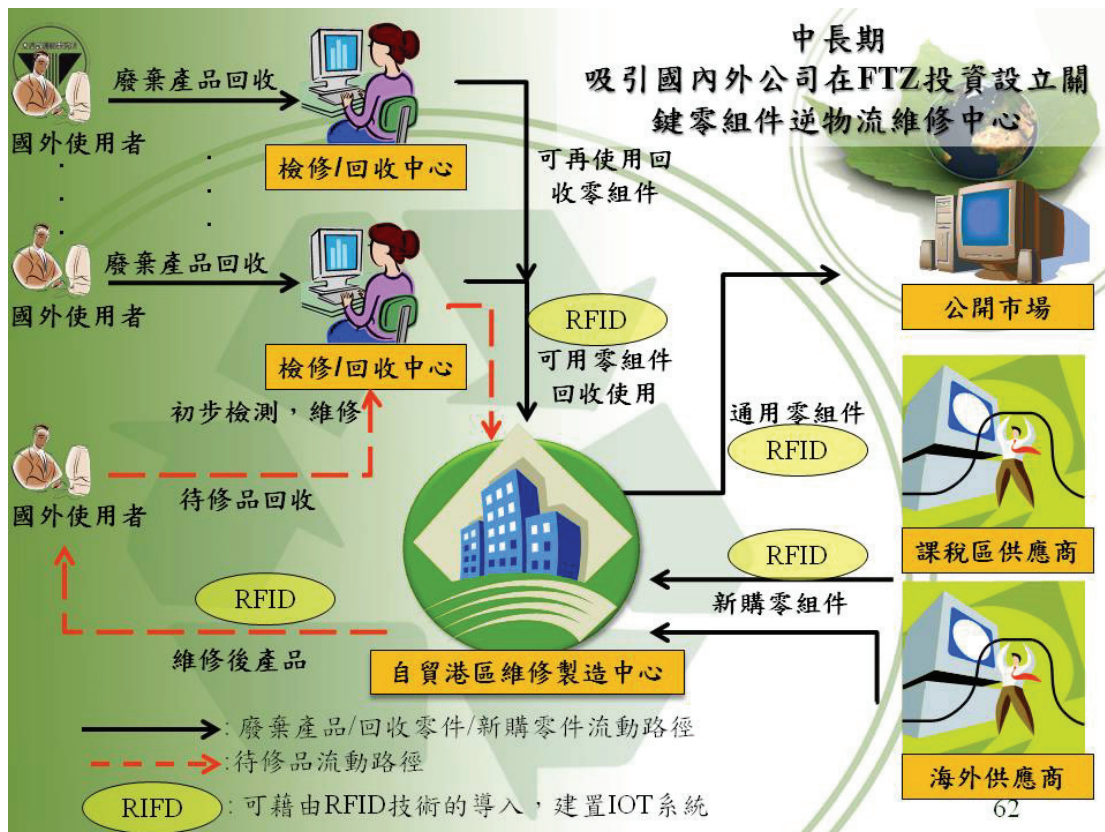 中長期
吸引國內外公司在FTZ投資設立關
鍵零組件逆物流維修中心
廢棄產品回收
國外使用者
檢修/回收中心
可再使用回
收零組件
廢棄產品回收
國外使用者
檢修/回收中心
RFID
可用零組件
回收使用
公開市場
初步檢測，維修
通用零組件
RFID
待修品回收
國外使用者
課稅區供應商
RFID
新購零組件
RFID
維修後產品
自貿港區維修製造中心
海外供應商
：廢棄產品/回收零件/新購零件流動路徑
：待修品流動路徑
RIFD
：可藉由RFID技術的導入，建置IOT系統
62